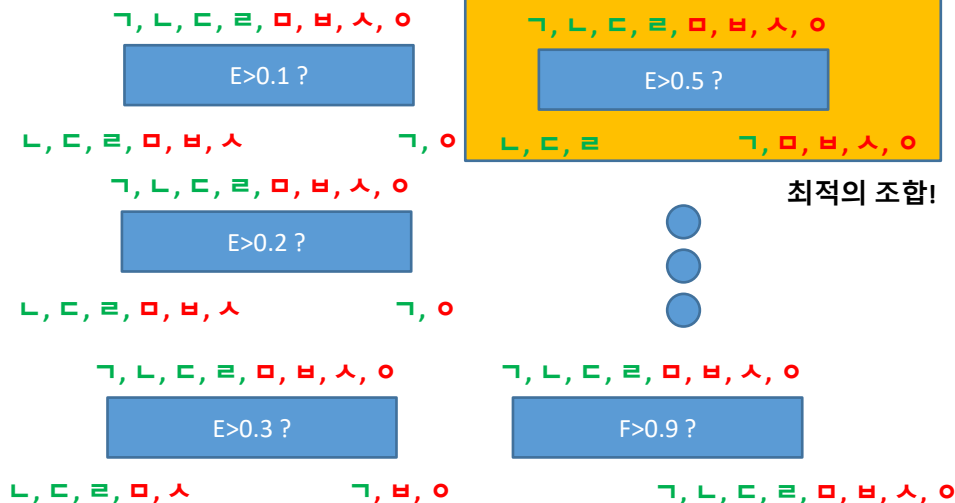 ㄱ, ㄴ, ㄷ, ㄹ, ㅁ, ㅂ, ㅅ, ㅇ
E>0.1 ?
ㄴ, ㄷ, ㄹ, ㅁ, ㅂ, ㅅ
ㄱ, ㅇ
ㄱ, ㄴ, ㄷ, ㄹ, ㅁ, ㅂ, ㅅ, ㅇ
E>0.2 ?
ㄴ, ㄷ, ㄹ, ㅁ, ㅂ, ㅅ
ㄱ, ㅇ
ㄱ, ㄴ, ㄷ, ㄹ, ㅁ, ㅂ, ㅅ, ㅇ
E>0.3 ?
ㄴ, ㄷ, ㄹ, ㅁ, ㅅ
ㄱ, ㅂ, ㅇ
ㄱ, ㄴ, ㄷ, ㄹ, ㅁ, ㅂ, ㅅ, ㅇ
E>0.5 ?
ㄴ, ㄷ, ㄹ
ㄱ, ㅁ, ㅂ, ㅅ, ㅇ
최적의 조합!
ㄱ, ㄴ, ㄷ, ㄹ, ㅁ, ㅂ, ㅅ, ㅇ
F>0.9 ?
ㄱ, ㄴ, ㄷ, ㄹ, ㅁ, ㅂ, ㅅ, ㅇ